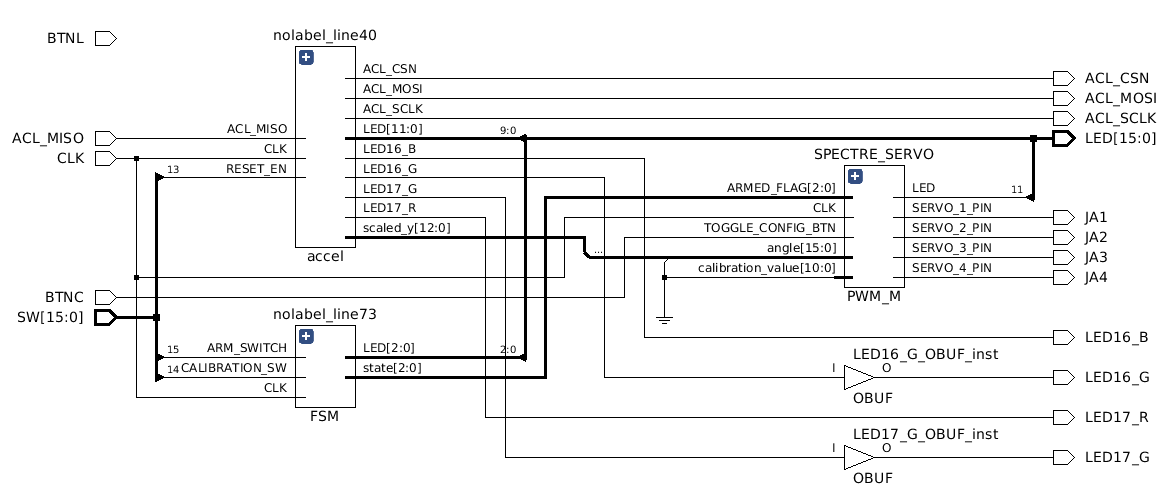 BTNL
nolabel_line40
ACL_CSN
ACL_CSN
ACL_MOSI
ACL_MOSI
ACL_SCLK
ACL_SCLK
ACL_MISO
ACL_MISO
LED[11:0]
9:0
LED[15:0]
CLK
CLK
LED16_B
SPECTRE_SERVO
13
RESET_EN
LED16_G
LED17_G
ARMED_FLAG[2:0]
LED
11
LED17_R
CLK
SERVO_1_PIN
JA1
scaled_y[12:0]
TOGGLE_CONFIG_BTN
SERVO_2_PIN
JA2
accel
...
angle[15:0]
SERVO_3_PIN
JA3
calibration_value[10:0]
SERVO_4_PIN
JA4
BTNC
PWM_M
SW[15:0]
nolabel_line73
LED16_B
15
ARM_SWITCH
LED[2:0]
2:0
LED16_G_OBUF_inst
14
CALIBRATION_SW
state[2:0]
I
O
LED16_G
CLK
OBUF
FSM
LED17_R
LED17_G_OBUF_inst
I
O
LED17_G
OBUF